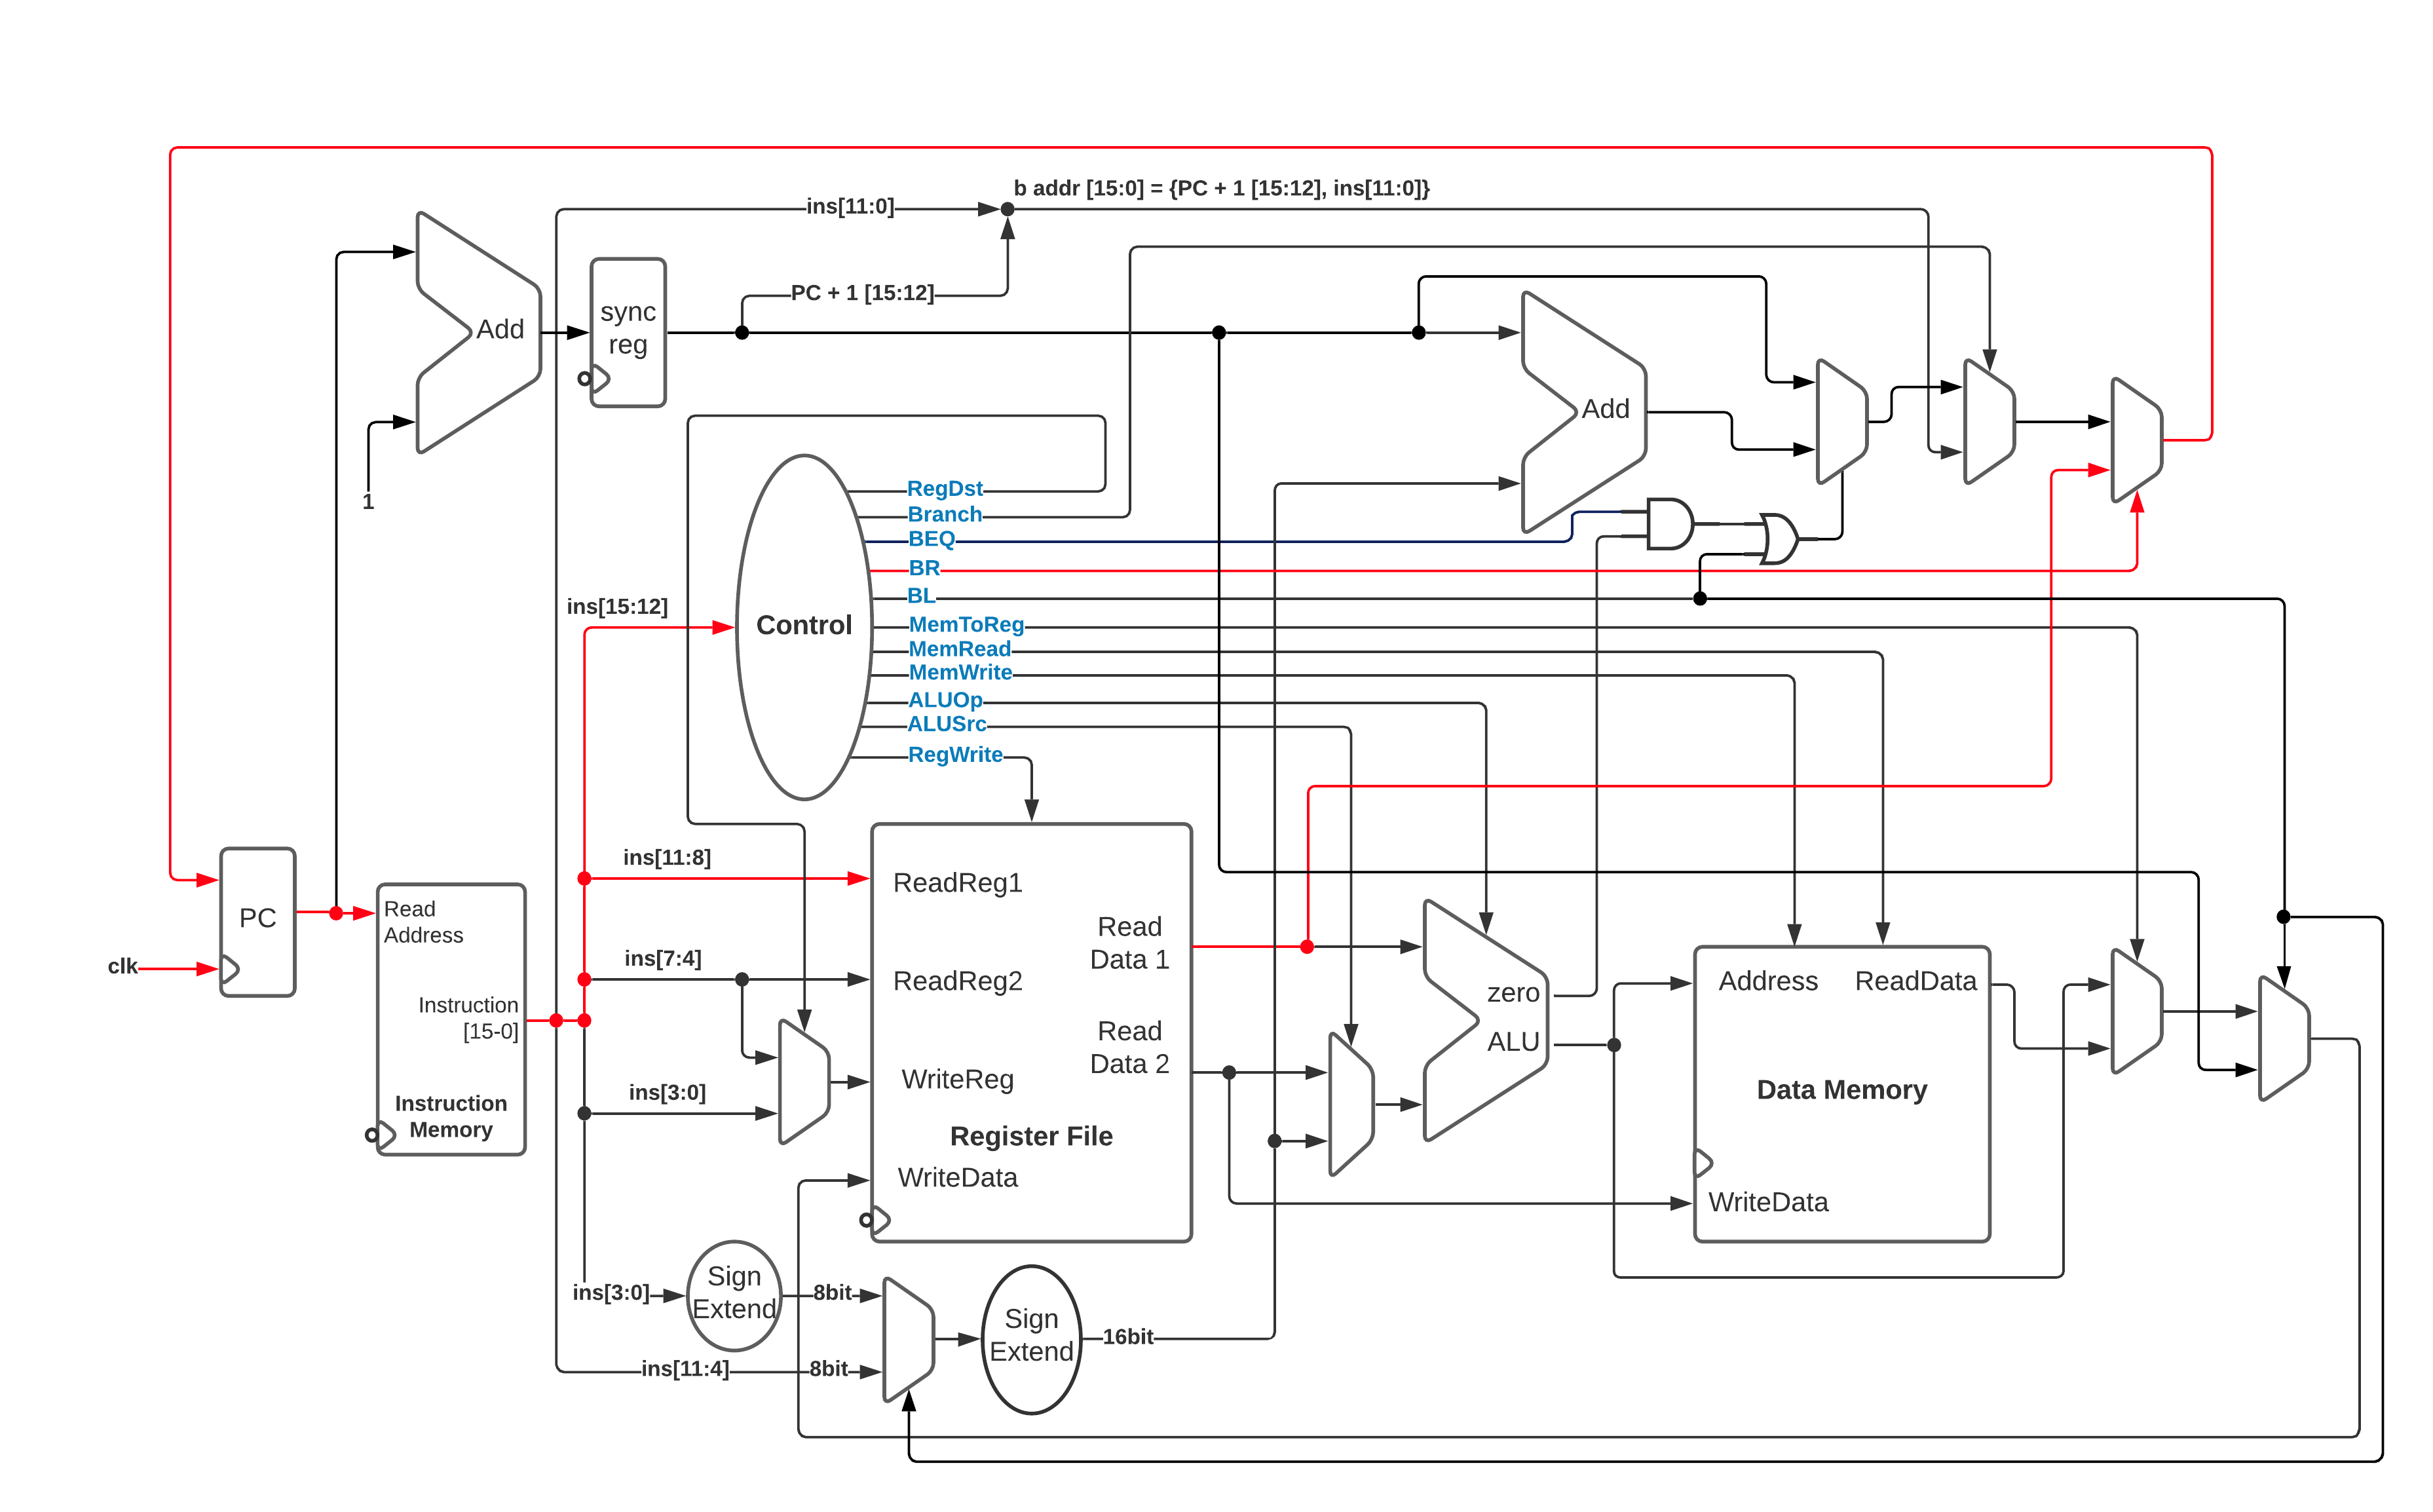 b addr [15:0] = {PC + 1 [15:12], ins[11:0]}
ins[11:0]
PC + 1 [15:12]
sync
reg
Add
Add
1
RegDst
Branch
BEQ
BR
BL
MemToReg
MemRead
MemWrite
ALUOp
ALUSrc
RegWrite
Control
ins[15:12]
ins[11:8]
ins[7:4]
ins[3:0]
PC
clk
Read
Address
Instruction
[15-0]
Instruction
Memory
ReadReg1
Read
Data 1
ReadReg2
Read
Data 2
WriteReg
Register File
WriteData
zero
ALU
Address
ReadData
Data Memory
WriteData
ins[3:0]
Sign
Extend
8bit
ins[11:4]
8bit
Sign
Extend
16bit